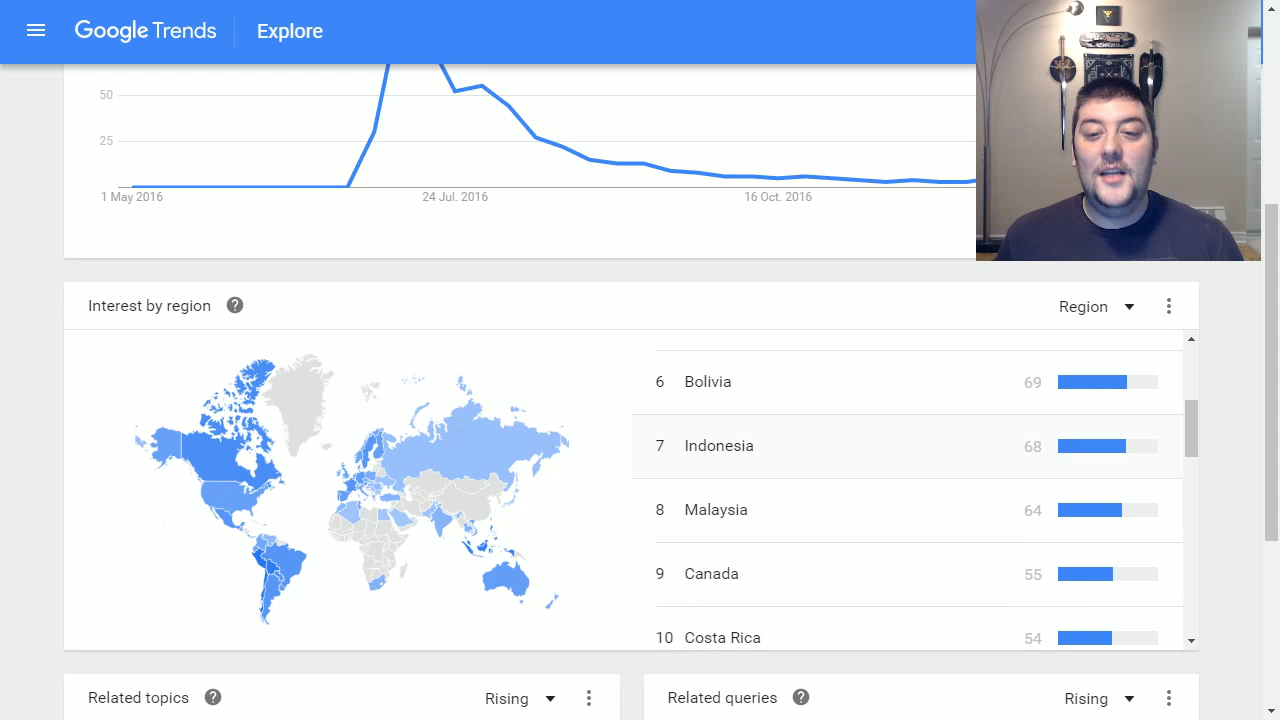 Google Trends Explore
50
25
1 May 2016 24 Jul. 2016 16 Oct. 2016
Interest by region ? Region
6 Bolivia 69
7 Indonesia 68
8 Malaysia 64
9 Canada 55
10 Costa Rica 54
Related topics ? Rising
Related queries ? Rising